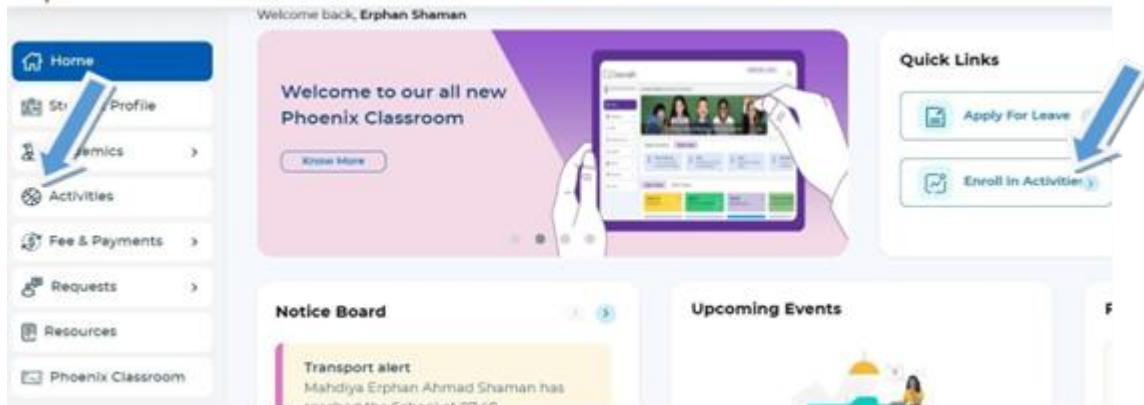 Welcome back, Erphan Shaman
Home
Profile
Activities
Fee & Payments
Requests
Resources
Phoenix Classroom
Welcome to our all new
Phoenix Classroom
Know More
Quick Links
Apply For Leave
Enroll In Activities
Notice Board
Transport alert
Mahdiya Erphan Ahmad Shaman has
Upcoming Events